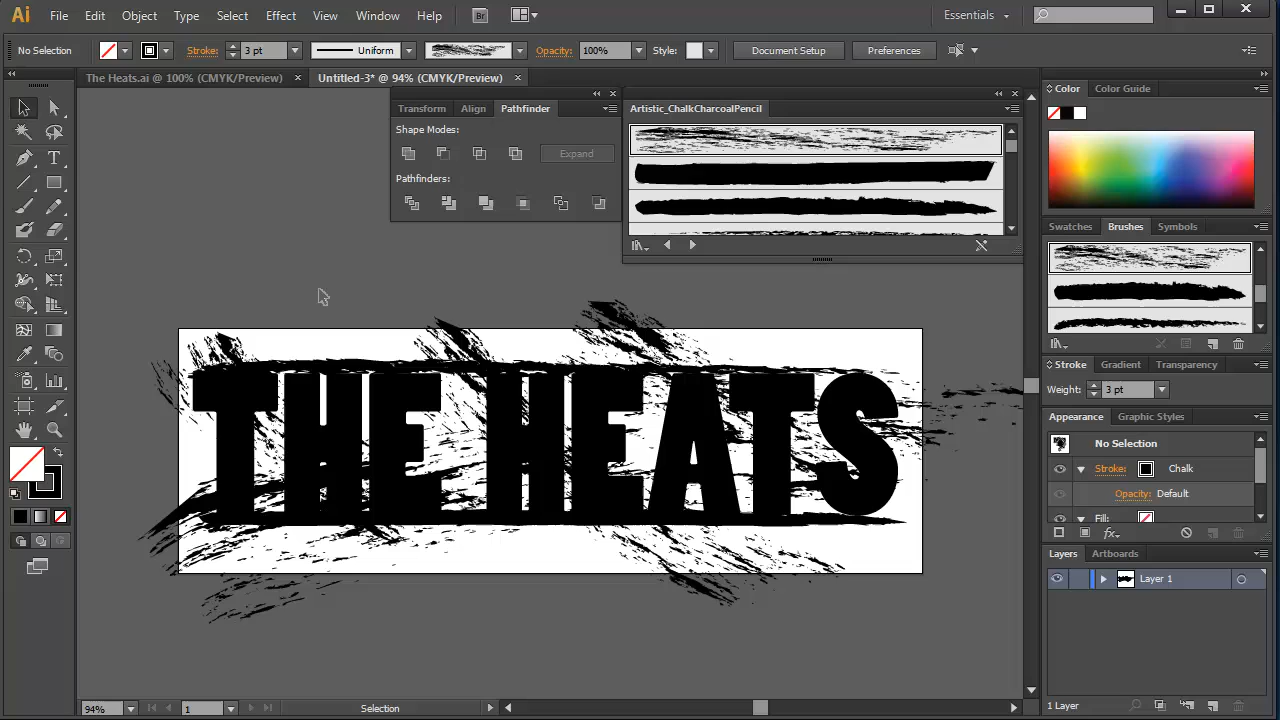 Ai File Edit Object Type Select Effect View Window Help Br Essentials
No Selection Stroke: 3 pt Uniform Opacity: 100% Style: Document Setup Preferences
The Heats.ai @ 100% (CMYK/Preview) Untitled-3* @ 94% (CMYK/Preview)
Transform Align Pathfinder
Shape Modes:
Expand
Pathfinders:
Artistic_ChalkCharcoalPencil
Color Color Guide
Swatches Brushes Symbols
Stroke Gradient Transparency
Weight: 3 pt
Appearance Graphic Styles
No Selection
Stroke: Chalk
Opacity: Default
Fill:
fx
Layers Artboards
Layer 1
1 Layer
THE HEATS
94% 1 Selection